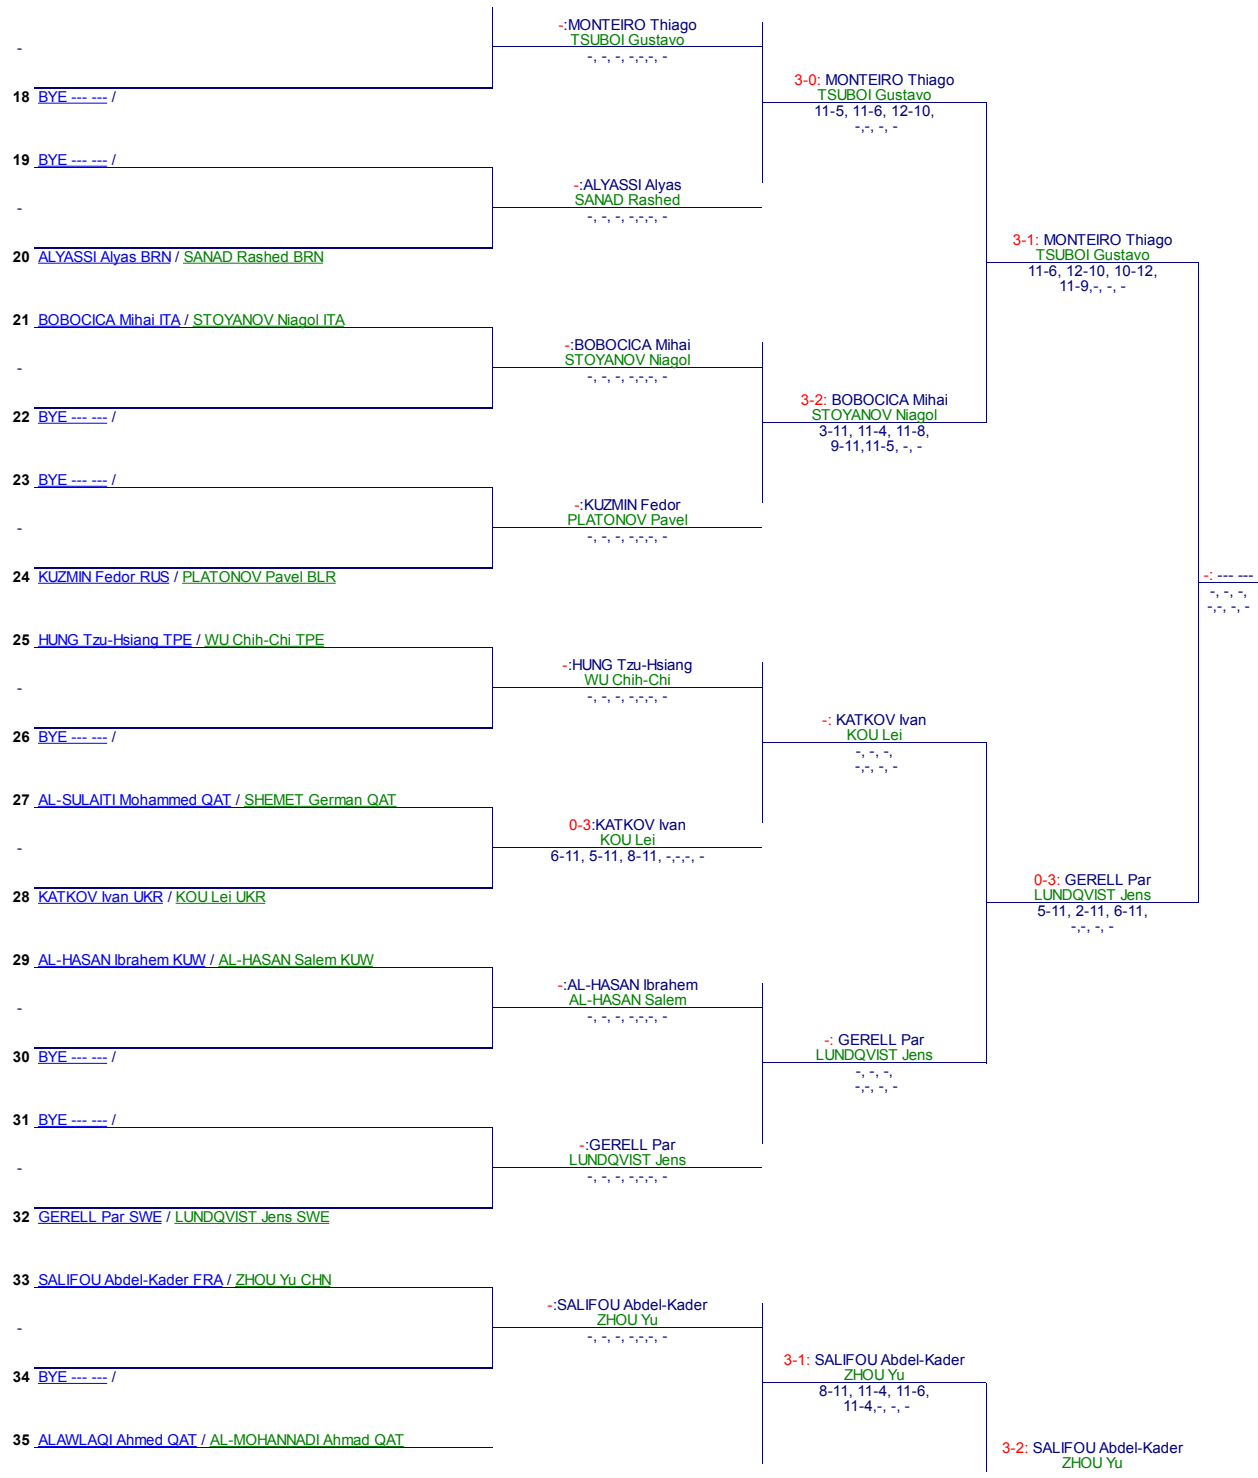 -:MONTEIRO Thiago
TSUBOI Gustavo
-
-, -, -, -,-,-, -
3-0: MONTEIRO Thiago
TSUBOI Gustavo
18 BYE --- --- /
11-5, 11-6, 12-10,
-,-, -, -
19 BYE --- --- /
-:ALYASSI Alyas
SANAD Rashed
-
-, -, -, -,-,-, -
3-1: MONTEIRO Thiago
TSUBOI Gustavo
20 ALYASSI Alyas BRN / SANAD Rashed BRN
11-6, 12-10, 10-12,
11-9,-, -, -
21 BOBOCICA Mihai ITA / STOYANOV Niagol ITA
-:BOBOCICA Mihai
STOYANOV Niagol
-
-, -, -, -,-,-, -
3-2: BOBOCICA Mihai
STOYANOV Niagol
22 BYE --- --- /
3-11, 11-4, 11-8,
9-11,11-5, -, -
23 BYE --- --- /
-:KUZMIN Fedor
PLATONOV Pavel
-
-, -, -, -,-,-, -
24 KUZMIN Fedor RUS / PLATONOV Pavel BLR
-: --- ---
-, -, -,
-,-, -, -
25 HUNG Tzu-Hsiang TPE / WU Chih-Chi TPE
-:HUNG Tzu-Hsiang
WU Chih-Chi
-
-, -, -, -,-,-, -
-: KATKOV Ivan
KOU Lei
26 BYE --- --- /
-, -, -,
-,-, -, -
27 AL-SULAITI Mohammed QAT / SHEMET German QAT
0-3:KATKOV Ivan
KOU Lei
-
6-11, 5-11, 8-11, -,-,-, -
0-3: GERELL Par
LUNDQVIST Jens
28 KATKOV Ivan UKR / KOU Lei UKR
5-11, 2-11, 6-11,
-,-, -, -
29 AL-HASAN Ibrahem KUW / AL-HASAN Salem KUW
-:AL-HASAN Ibrahem
AL-HASAN Salem
-
-, -, -, -,-,-, -
-: GERELL Par
LUNDQVIST Jens
30 BYE --- --- /
-, -, -,
-,-, -, -
31 BYE --- --- /
-:GERELL Par
LUNDQVIST Jens
-
-, -, -, -,-,-, -
32 GERELL Par SWE / LUNDQVIST Jens SWE
33 SALIFOU Abdel-Kader FRA / ZHOU Yu CHN
-:SALIFOU Abdel-Kader
ZHOU Yu
-
-, -, -, -,-,-, -
3-1: SALIFOU Abdel-Kader
ZHOU Yu
34 BYE --- --- /
8-11, 11-4, 11-6,
11-4,-, -, -
35 ALAWLAQI Ahmed QAT / AL-MOHANNADI Ahmad QAT
3-2: SALIFOU Abdel-Kader
ZHOU Yu